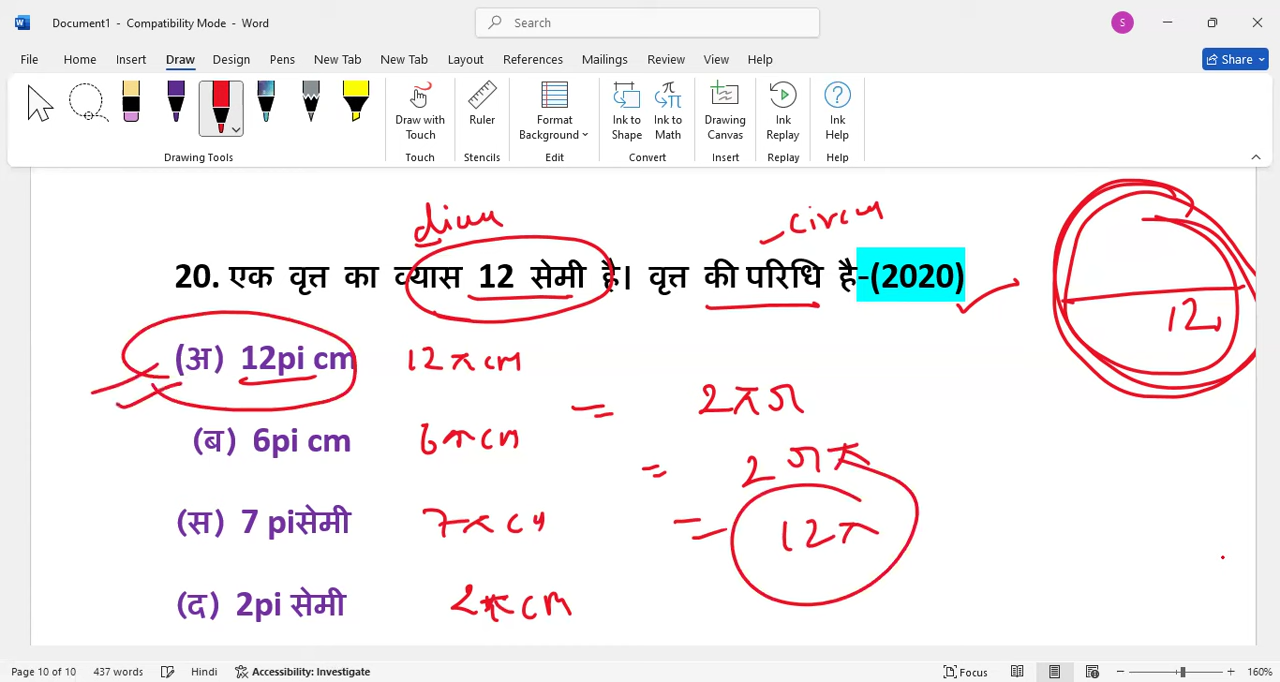 Document1 - Compatibility Mode - Word
Search
S
File Home Insert Draw Design Pens New Tab New Tab Layout References Mailings Review View Help
Share
Draw with Touch
Ruler
Format Background
Ink to Shape
Ink to Math
Drawing Canvas
Ink Replay
Ink Help
Drawing Tools Touch Stencils Edit Convert Insert Replay Help
circum
20. एक वृत्त का व्यास 12 सेमी है। वृत्त की परिधि है-(2020)
12
(अ) 12pi cm 12π cm
= 2πr
(ब) 6pi cm 6π cm
= 2rπ
(स) 7 piसेमी 7π cm
= 12π
(द) 2pi सेमी 2π cm
Page 10 of 10 437 words Hindi Accessibility: Investigate Focus 160%